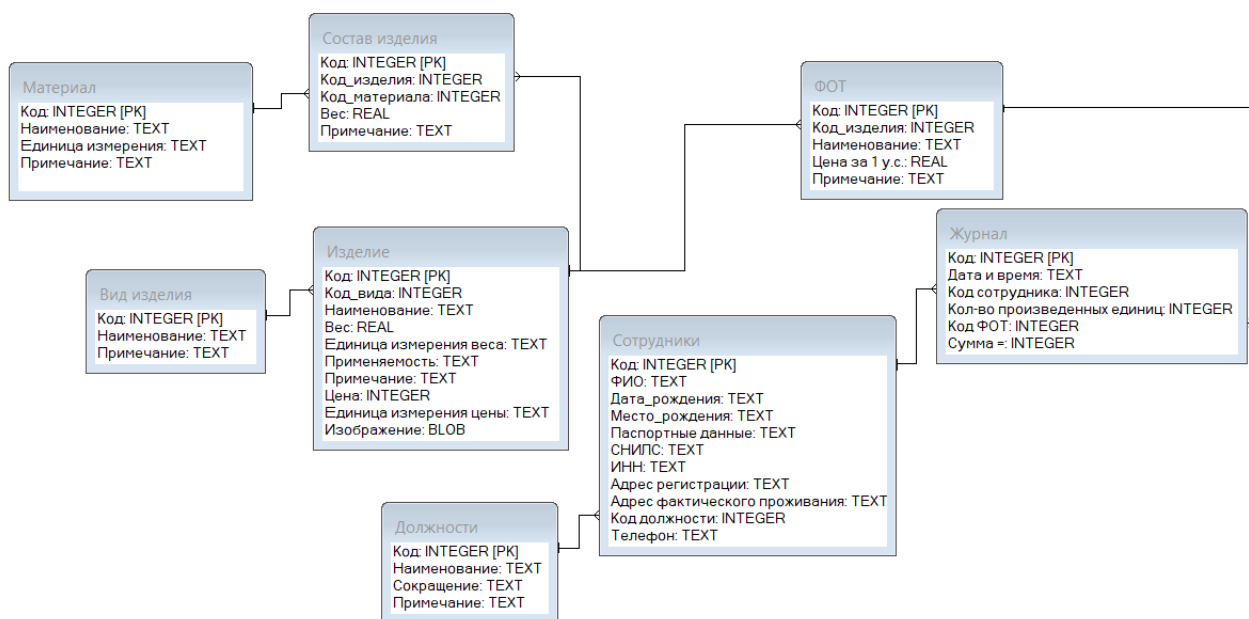 Состав изделия
Код: INTEGER [PK]
Код_изделия: INTEGER
Код_материала: INTEGER
Вес: REAL
Примечание: TEXT
Материал
Код: INTEGER [PK]
Наименование: TEXT
Единица измерения: TEXT
Примечание: TEXT
ФОТ
Код: INTEGER [PK]
Код_изделия: INTEGER
Наименование: TEXT
Цена за 1 у.с.: REAL
Примечание: TEXT
Вид изделия
Код: INTEGER [PK]
Наименование: TEXT
Примечание: TEXT
Изделие
Код: INTEGER [PK]
Код_вида: INTEGER
Наименование: TEXT
Вес: REAL
Единица измерения веса: TEXT
Применяемость: TEXT
Примечание: TEXT
Цена: INTEGER
Единица измерения цены: TEXT
Изображение: BLOB
Журнал
Код: INTEGER [PK]
Дата и время: TEXT
Код сотрудника: INTEGER
Кол-во произведенных единиц: INTEGER
Код ФОТ: INTEGER
Сумма =: INTEGER
Сотрудники
Код: INTEGER [PK]
ФИО: TEXT
Дата_рождения: TEXT
Место_рождения: TEXT
Паспортные данные: TEXT
СНИЛС: TEXT
ИНН: TEXT
Адрес регистрации: TEXT
Адрес фактического проживания: TEXT
Код должности: INTEGER
Телефон: TEXT
Должности
Код: INTEGER [PK]
Наименование: TEXT
Сокращение: TEXT
Примечание: TEXT